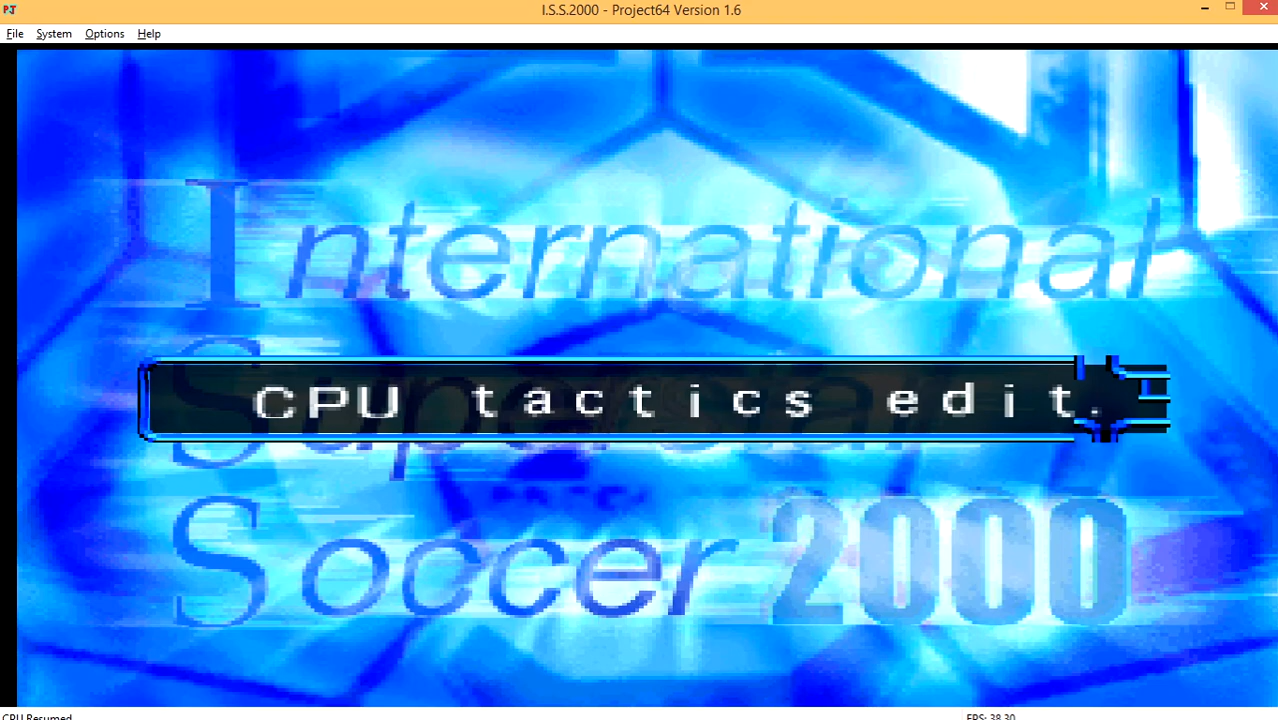 I.S.S.2000 - Project64 Version 1.6
File System Options Help
International
Superstar
CPU tactics edit.
Soccer 2000
CPU Resumed
FPS: 38.30